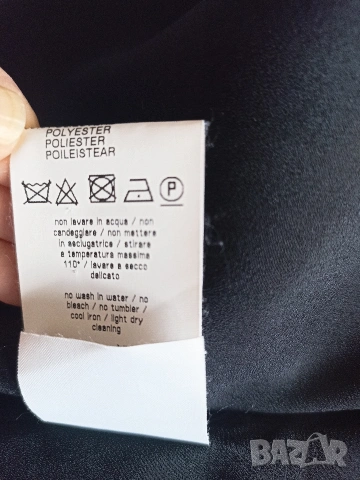 POLYESTER
POLIESTER
POILEISTEAR
P
non lavare in acqua / non
candeggiare / non mettere
in asciugatrice / stirare
a temperatura massima
110° / lavare a secco
delicato
no wash in water / no
bleach / no tumbler /
cool iron / light dry
cleaning
BAZAR